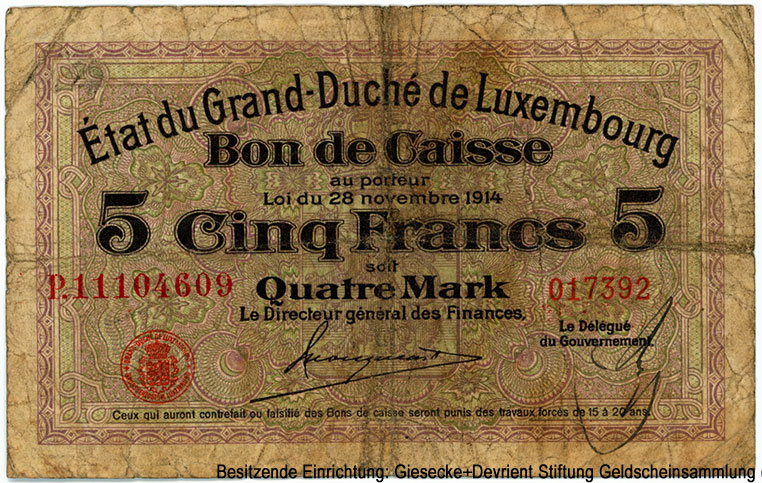 État du Grand-Duché de Luxembourg
Bon de Caisse
au porteur
Loi du 28 novembre 1914
5 Cinq Francs 5
soit
P.11104609 Quatre Mark 017392
Le Directeur général des Finances,
Le Délégué
du Gouvernement.
Ceux qui auront contrefait ou falsifié des Bons de caisse seront punis des travaux forcés de 15 à 20 ans.
Besitzende Einrichtung: Giesecke+Devrient Stiftung Geldscheinsammlung